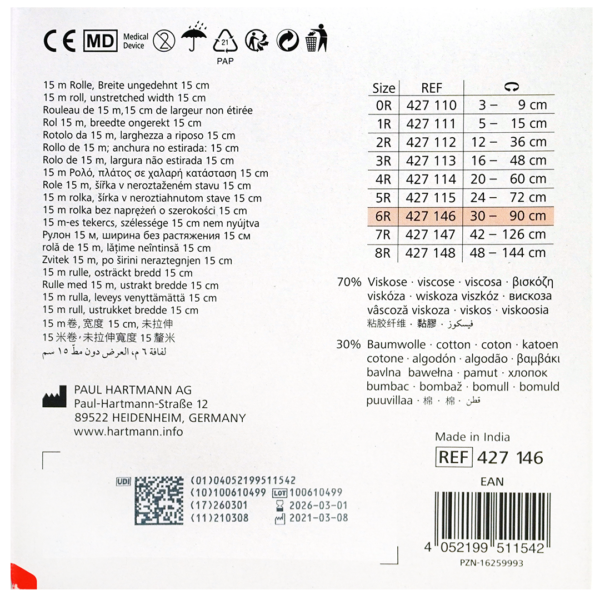 CE MD Medical Device 21 PAP
15 m Rolle, Breite ungedehnt 15 cm
15 m roll, unstretched width 15 cm
Rouleau de 15 m,15 cm de largeur non étirée
Rol 15 m, breedte ongerekt 15 cm
Rotolo da 15 m, larghezza a riposo 15 cm
Rollo de 15 m; anchura no estirada: 15 cm
Rolo de 15 m, largura não estirada 15 cm
15 m Ρολό, πλάτος σε χαλαρή κατάσταση 15 cm
Role 15 m, šířka v neroztaženém stavu 15 cm
15 m rolka, šírka v neroztiahnutom stave 15 cm
15 m rolka bez naprężeń o szerokości 15 cm
15 m-es tekercs, szélessége 15 cm nem nyújtva
Рулон 15 м, ширина без растяжения 15 см
rolă de 15 m, lățime neîntinsă 15 cm
Zvitek 15 m, po širini neraztegnjen 15 cm
15 m rulle, osträckt bredd 15 cm
Rulle med 15 m, ustrakt bredde 15 cm
15 m rulla, leveys venyttämättä 15 cm
15 m rull, ustrukket bredde 15 cm
15 m卷, 宽度 15 cm, 未拉伸
15 米卷,未拉伸寬度 15 釐米
لفافة ٦ م، العرض دون مطّ ١٥ سم
Size REF
0R 427 110 3 – 9 cm
1R 427 111 5 – 15 cm
2R 427 112 12 – 36 cm
3R 427 113 16 – 48 cm
4R 427 114 20 – 60 cm
5R 427 115 24 – 72 cm
6R 427 146 30 – 90 cm
7R 427 147 42 – 126 cm
8R 427 148 48 – 144 cm
70% Viskose · viscose · viscosa · βισκόζη
viskóza · wiskoza viszkóz · вискоза
vâscoză viskoza · viskos · viskoosia
粘胶纤维 · 黏膠 · فيسكوز
30% Baumwolle · cotton · coton · katoen
cotone · algodón · algodão · βαμβάκι
bavlna bawełna · pamut · хлопок
bumbac · bombaž · bomull · bomuld
puuvillaa · 棉 · 棉 · قطن
PAUL HARTMANN AG
Paul-Hartmann-Straße 12
89522 HEIDENHEIM, GERMANY
www.hartmann.info
Made in India
REF 427 146
EAN
4 052199 511542
PZN-16259993
UDI (01)04052199511542
(10)100610499 LOT 100610499
(17)260301 2026-03-01
(11)210308 2021-03-08